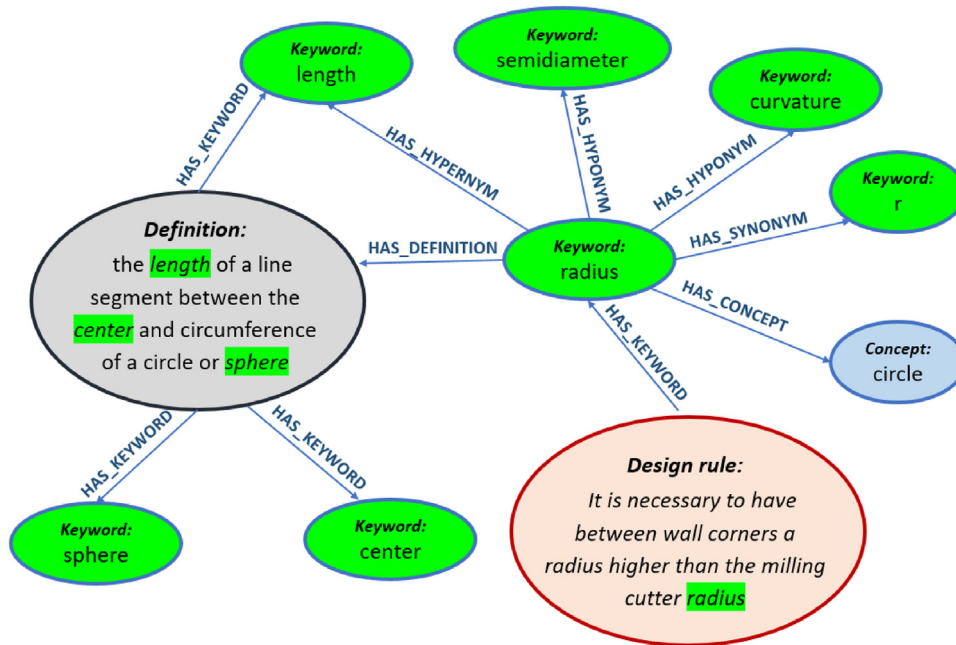 Keyword:
length
Keyword:
semidiameter
Keyword:
curvature
Keyword:
r
HAS_KEYWORD
HAS_HYPERNYM
HAS_HYPONYM
HAS_HYPONYM
HAS_SYNONYM
HAS_DEFINITION
Keyword:
radius
HAS_CONCEPT
Concept:
circle
Definition:
the length of a line
segment between the
center and circumference
of a circle or sphere
HAS_KEYWORD
HAS_KEYWORD
HAS_KEYWORD
Keyword:
sphere
Keyword:
center
Design rule:
It is necessary to have
between wall corners a
radius higher than the milling
cutter radius